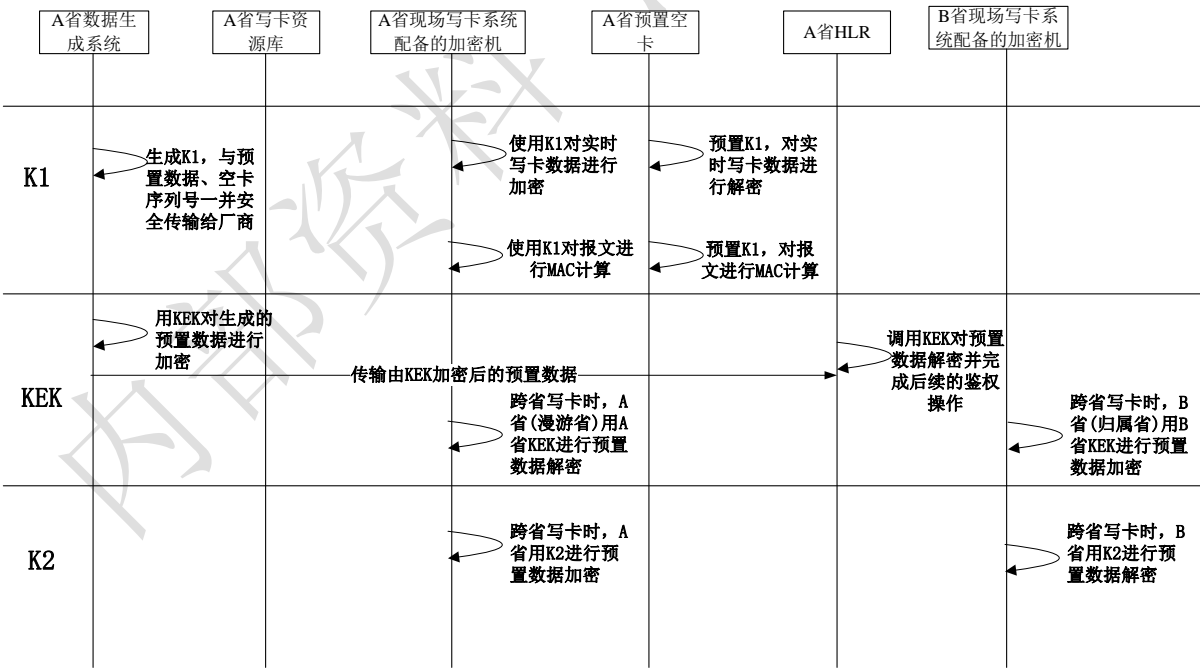 A省数据生
成系统
A省写卡资
源库
A省现场写卡系统
配备的加密机
A省预置空
卡
A省HLR
B省现场写卡系
统配备的加密机
K1
生成K1，与预
置数据、空卡
序列号一并安
全传输给厂商
使用K1对实时
写卡数据进行
加密
预置K1，对实
时写卡数据进
行解密
使用K1对报文进
行MAC计算
预置K1，对报
文进行MAC计算
KEK
用KEK对生成的
预置数据进行
加密
传输由KEK加密后的预置数据
调用KEK对预置
数据解密并完
成后续的鉴权
操作
跨省写卡时，A
省(漫游省)用A
省KEK进行预置
数据解密
跨省写卡时，B
省(归属省)用B
省KEK进行预置
数据加密
K2
跨省写卡时，A
省用K2进行预
置数据加密
跨省写卡时，B
省用K2进行预
置数据解密
内部资料